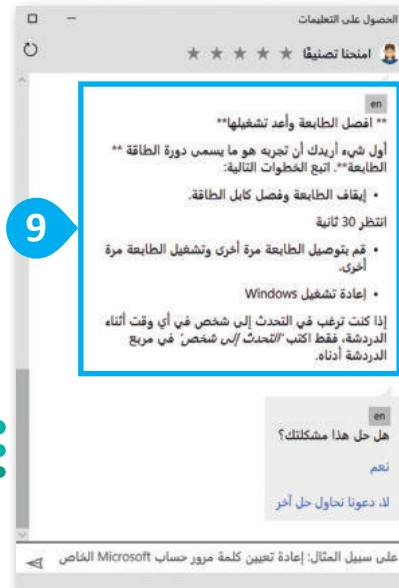 الحصول على التعليمات
امنحنا تصنيفًا
en
** افصل الطابعة وأعد تشغيلها**
أول شيء أريدك أن تجربه هو ما يسمى دورة الطاقة **
الطابعة**. اتبع الخطوات التالية:
• إيقاف الطابعة وفصل كابل الطاقة.
انتظر 30 ثانية
• قم بتوصيل الطابعة مرة أخرى وتشغيل الطابعة مرة
أخرى.
• إعادة تشغيل Windows
إذا كنت ترغب في التحدث إلى شخص في أي وقت أثناء
الدردشة، فقط اكتب "التحدث إلى شخص" في مربع
الدردشة أدناه.
9
en
هل حل هذا مشكلتك؟
نعم
لا، دعونا نحاول حل آخر
على سبيل المثال: إعادة تعيين كلمة مرور حساب Microsoft الخاص